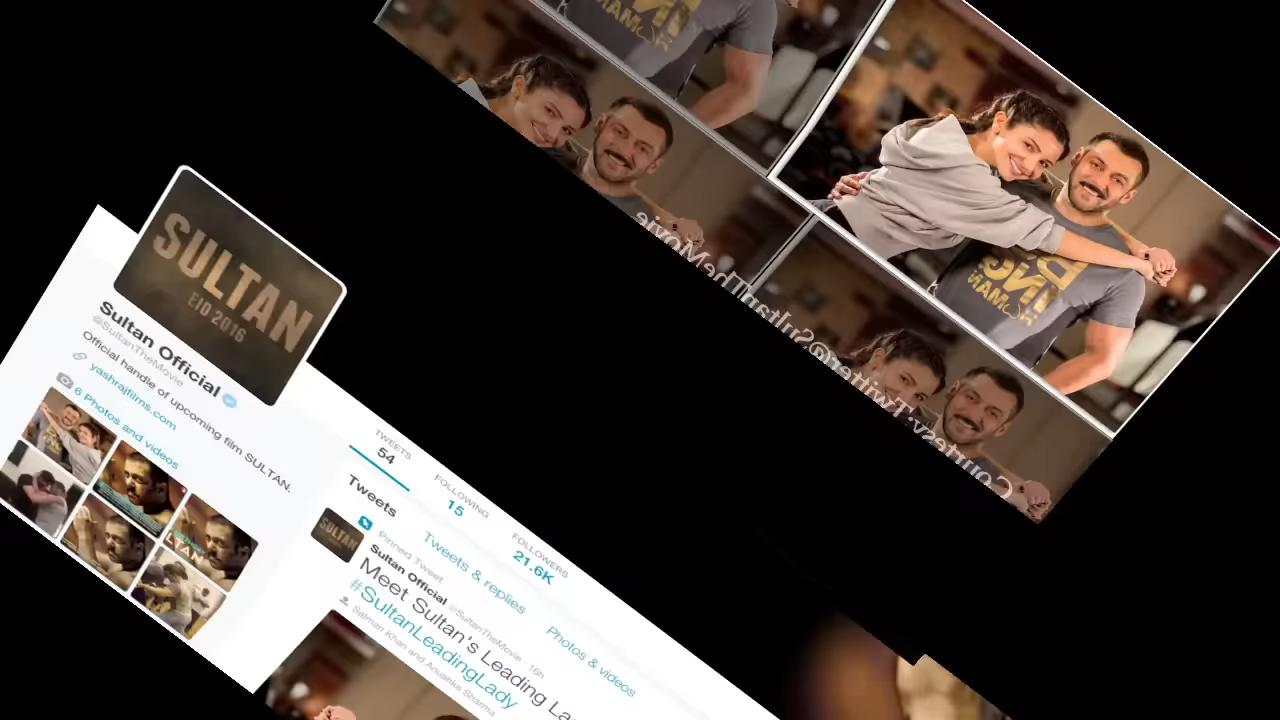 SULTAN
EID 2016
Sultan Official
@SultanTheMovie
Official handle of upcoming film SULTAN.
yashrajfilms.com
6 Photos and videos
TWEETS
54
FOLLOWING
15
FOLLOWERS
21.6K
Tweets
Tweets & replies
Photos & videos
Pinned Tweet
SULTAN
Sultan Official @SultanTheMovie · 16h
Meet Sultan's Leading La
#SultanLeadingLady
Salman Khan and Anushka Sharma
Courtesy: Twitter@SultanTheMovie